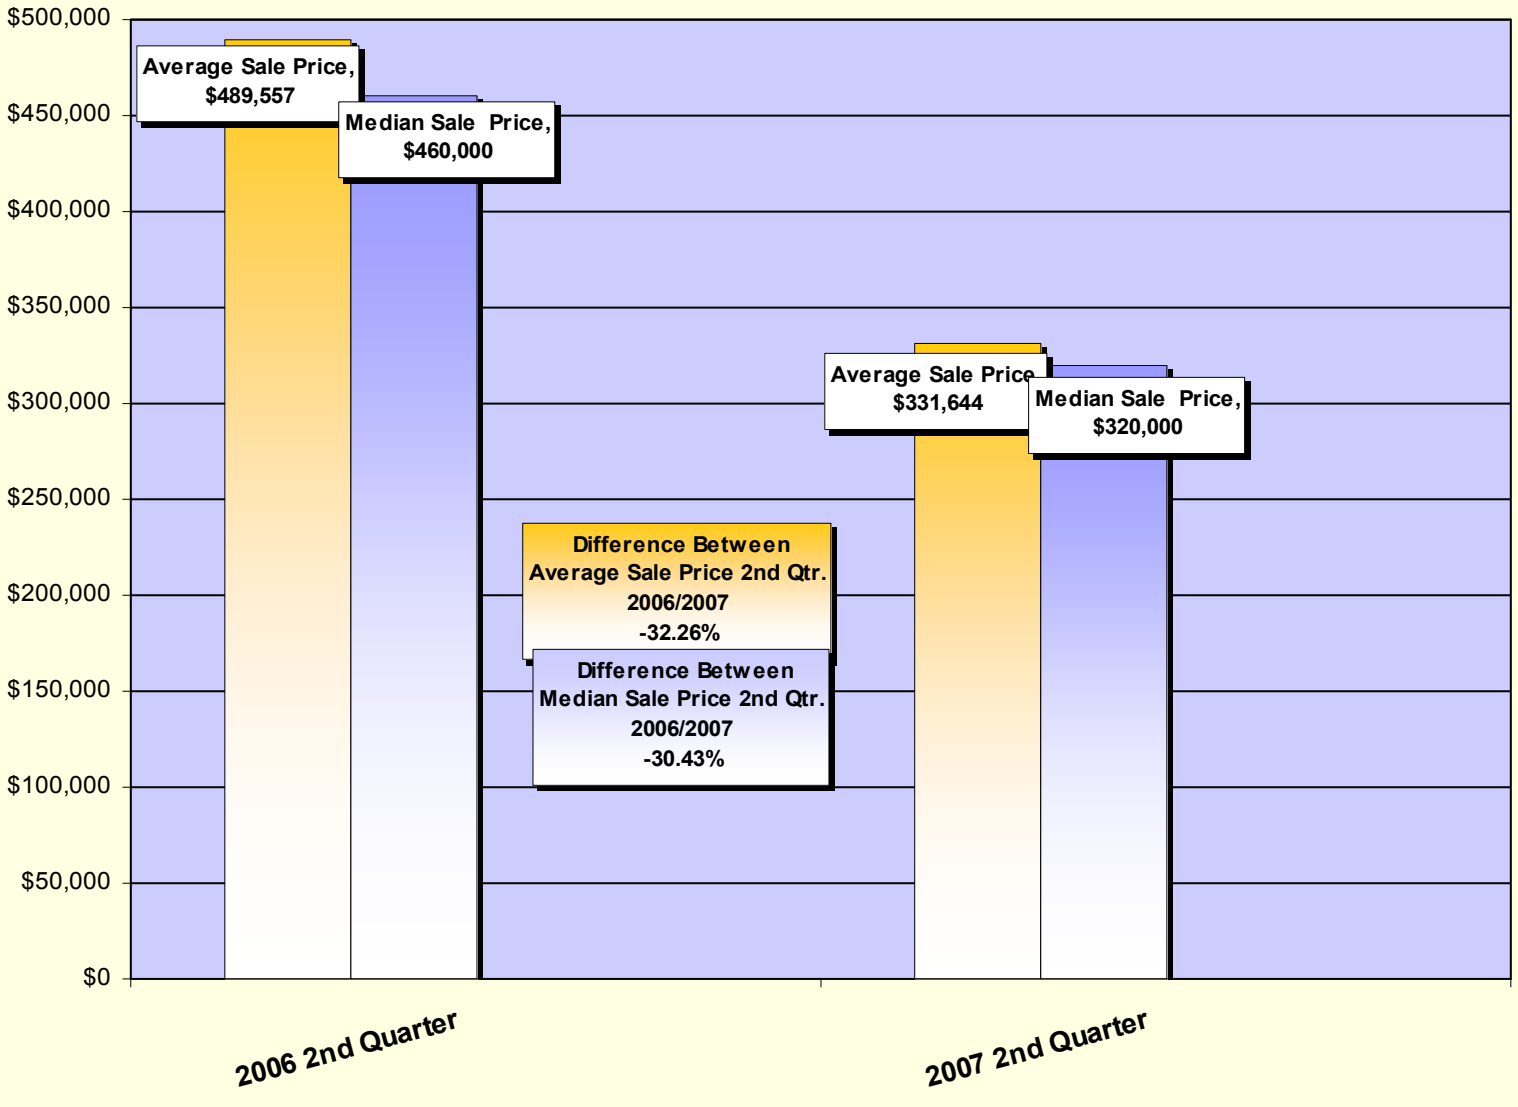 $500,000
$450,000
$400,000
$350,000
$300,000
$250,000
$200,000
$150,000
$100,000
$50,000
$0
Average Sale Price,
$489,557
Median Sale  Price,
$460,000
Difference Between
Average Sale Price 2nd Qtr.
2006/2007
-32.26%
Difference Between
Median Sale Price 2nd Qtr.
2006/2007
-30.43%
Average Sale Price
$331,644
Median Sale  Price,
$320,000
2006 2nd Quarter
2007 2nd Quarter